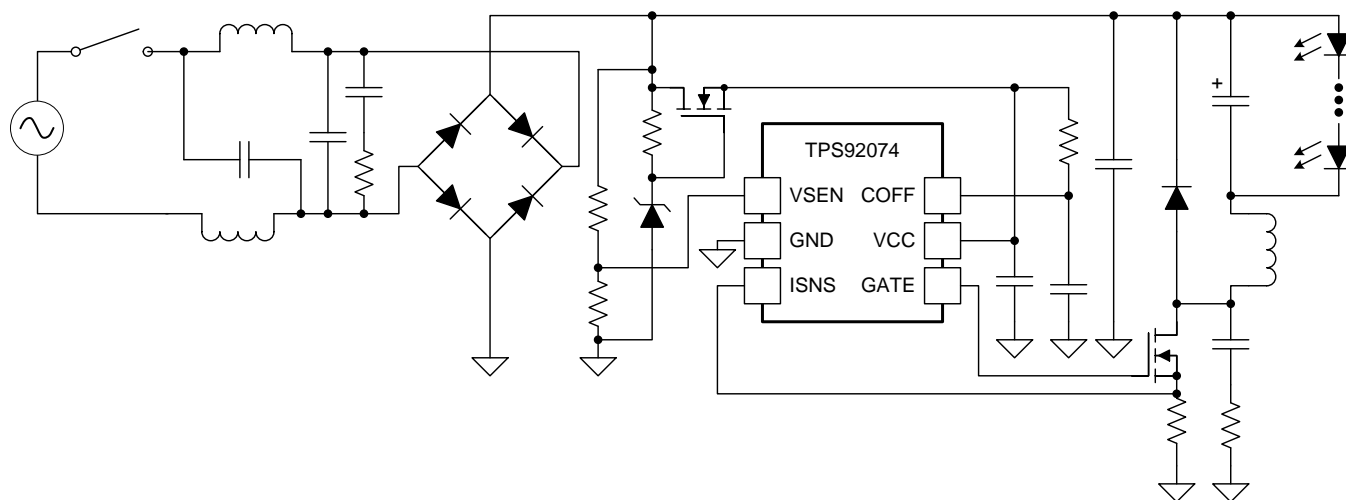 +
TPS92074
VSEN COFF
GND VCC
ISNS GATE